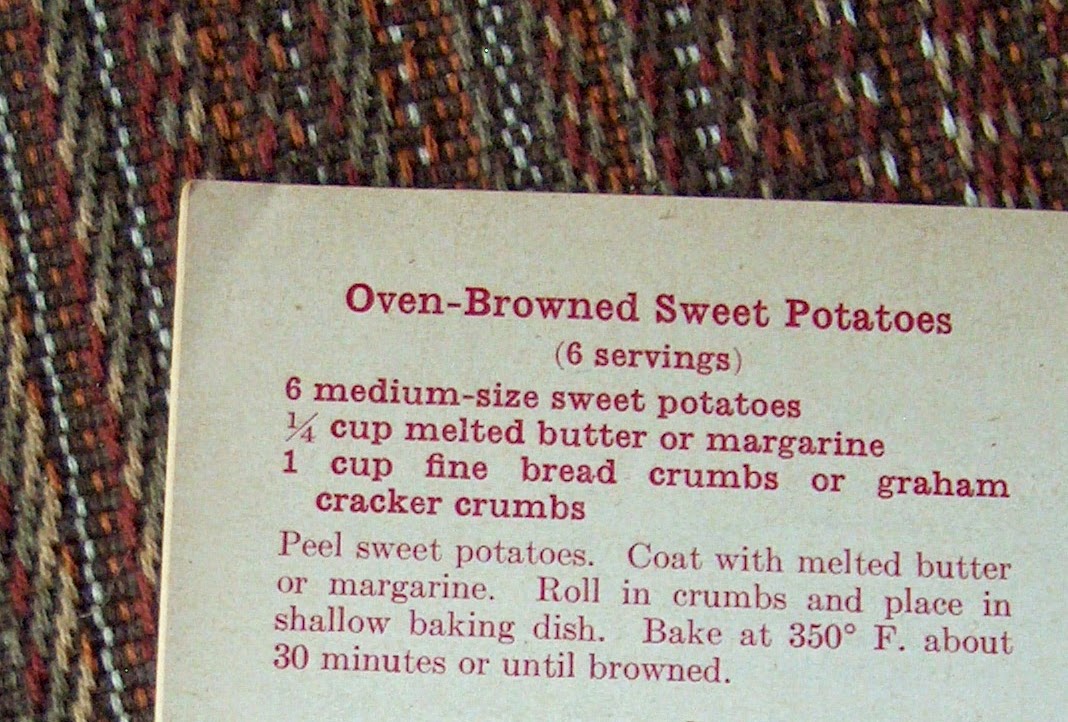 Oven-Browned Sweet Potatoes
(6 servings)
6 medium-size sweet potatoes
¼ cup melted butter or margarine
1 cup fine bread crumbs or graham
cracker crumbs
Peel sweet potatoes. Coat with melted butter
or margarine. Roll in crumbs and place in
shallow baking dish. Bake at 350° F. about
30 minutes or until browned.